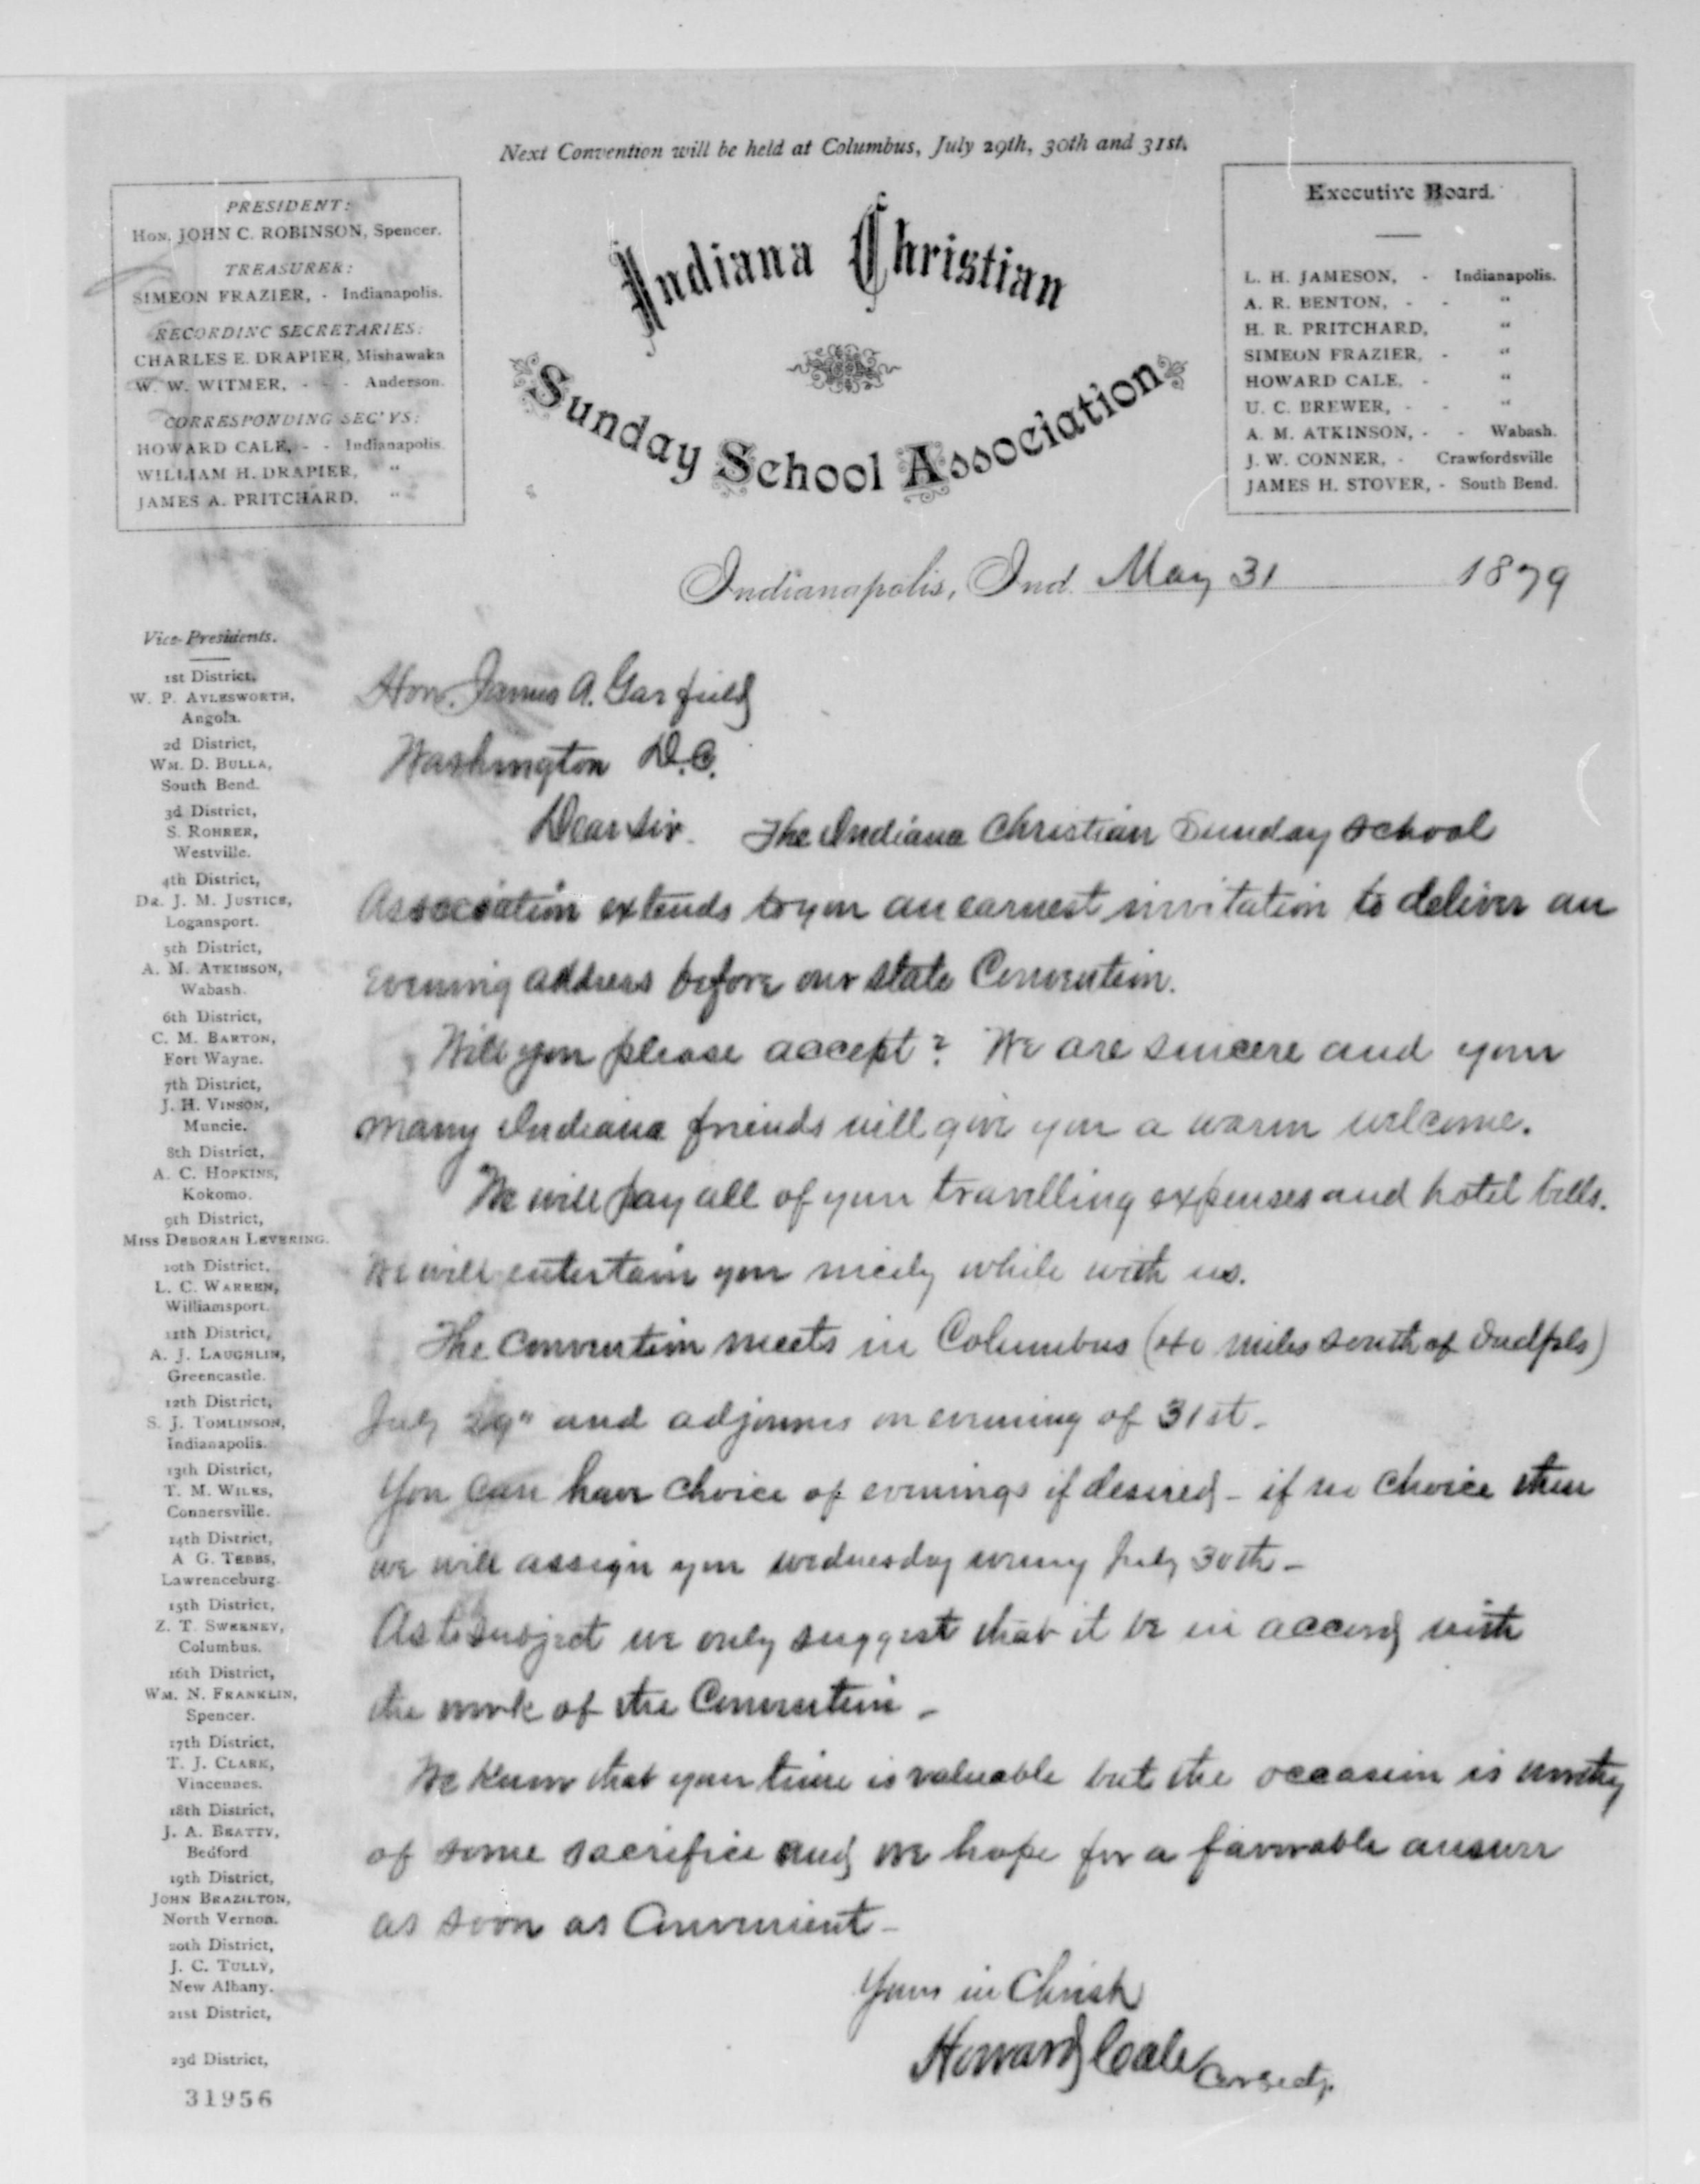 Next Convention will be held at Columbus, July 29th, 30th and 31st.
PRESIDENT:
HON. JOHN C. ROBINSON, Spencer.
TREASURER:
SIMEON FRAZIER, - Indianapolis.
RECORDING SECRETARIES:
CHARLES E. DRAPIER, Mishawaka
W. W. WITMER, - - - Anderson.
CORRESPONDING SEC'YS:
HOWARD CALE, - - Indianapolis.
WILLIAM H. DRAPIER, "
JAMES A. PRITCHARD, "
Indiana Christian
Sunday School Association
Executive Board.
L. H. JAMESON, - Indianapolis.
A. R. BENTON, - - "
H. R. PRITCHARD, "
SIMEON FRAZIER, - "
HOWARD CALE, - "
U. C. BREWER, - - "
A. M. ATKINSON, - - Wabash.
J. W. CONNER, - Crawfordsville
JAMES H. STOVER, - South Bend.
Indianapolis, Ind. May 31 1879
Vice-Presidents.
1st District,
W. P. AYLESWORTH,
Angola.
2d District,
WM. D. BULLA,
South Bend.
3d District,
S. ROHRER,
Westville.
4th District,
DR. J. M. JUSTICE,
Logansport.
5th District,
A. M. ATKINSON,
Wabash.
6th District,
C. M. BARTON,
Fort Wayne.
7th District,
J. H. VINSON,
Muncie.
8th District,
A. C. HOPKINS,
Kokomo.
9th District,
MISS DEBORAH LEVERING.
10th District,
L. C. WARREN,
Williamsport.
11th District,
A. J. LAUGHLIN,
Greencastle.
12th District,
S. J. TOMLINSON,
Indianapolis.
13th District,
T. M. WILES,
Connersville.
14th District,
A G. TEBBS,
Lawrenceburg.
15th District,
Z. T. SWEENEY,
Columbus.
16th District,
WM. N. FRANKLIN,
Spencer.
17th District,
T. J. CLARK,
Vincennes.
18th District,
J. A. BEATTY,
Bedford
19th District,
JOHN BRAZILTON,
North Vernon.
20th District,
J. C. TULLY,
New Albany.
21st District,
23d District,
31956
Hon. James A. Garfield
Washington D.C.
Dear Sir. The Indiana Christian Sunday School
Association extends to you an earnest invitation to deliver an
evening address before our state Convention.
Will you please accept? We are sincere and your
many Indiana friends will give you a warm welcome.
We will pay all of your travelling expenses and hotel bills.
We will entertain you nicely while with us.
The Convention meets in Columbus (40 miles south of Indpls)
July 29" and adjourns on evening of 31st.
You can have choice of evenings if desired - if no choice then
we will assign you wednesday evening July 30th -
As to subject we only suggest that it be in accord with
the work of the Convention -
We know that your time is valuable but the occasion is worthy
of some sacrifice and we hope for a favorable answer
as soon as convenient -
Yours in Christ
Howard Cale Cor Secty.